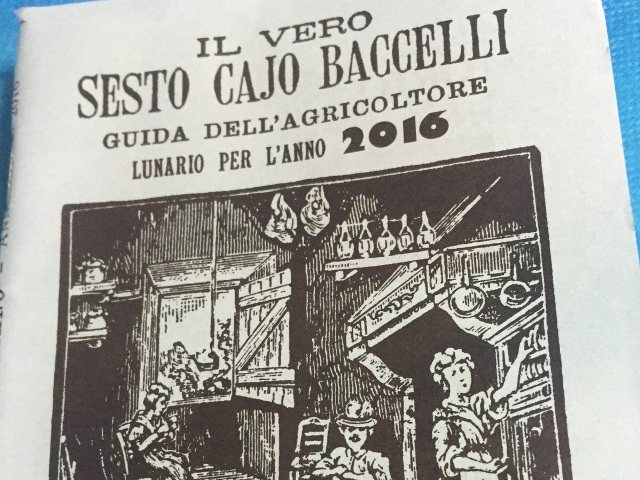 IL VERO
SESTO CAJO BACCELLI
GUIDA DELL'AGRICOLTORE
LUNARIO PER L'ANNO 2016